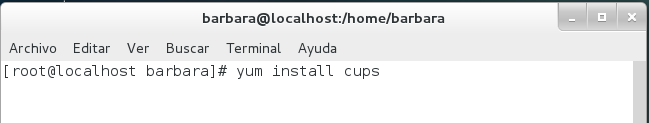 barbara@localhost:/home/barbara
Archivo Editar Ver Buscar Terminal Ayuda
[root@localhost barbara]# yum install cups